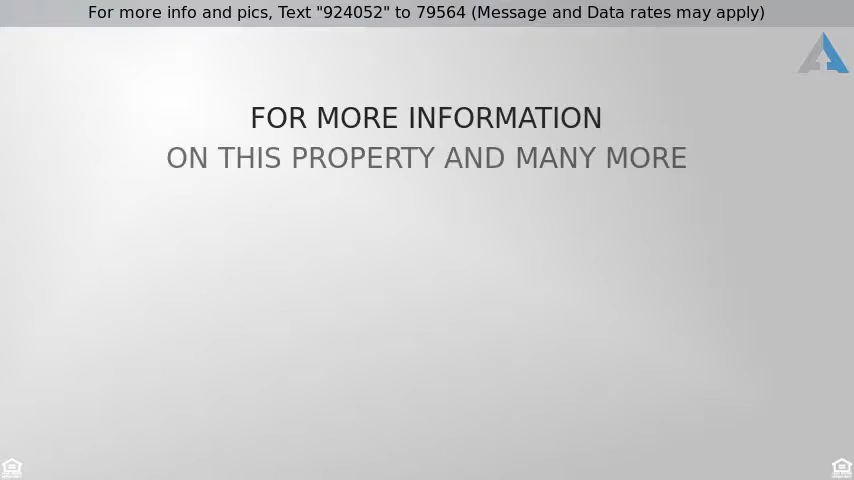 For more info and pics, Text "924052" to 79564 (Message and Data rates may apply)
FOR MORE INFORMATION
ON THIS PROPERTY AND MANY MORE